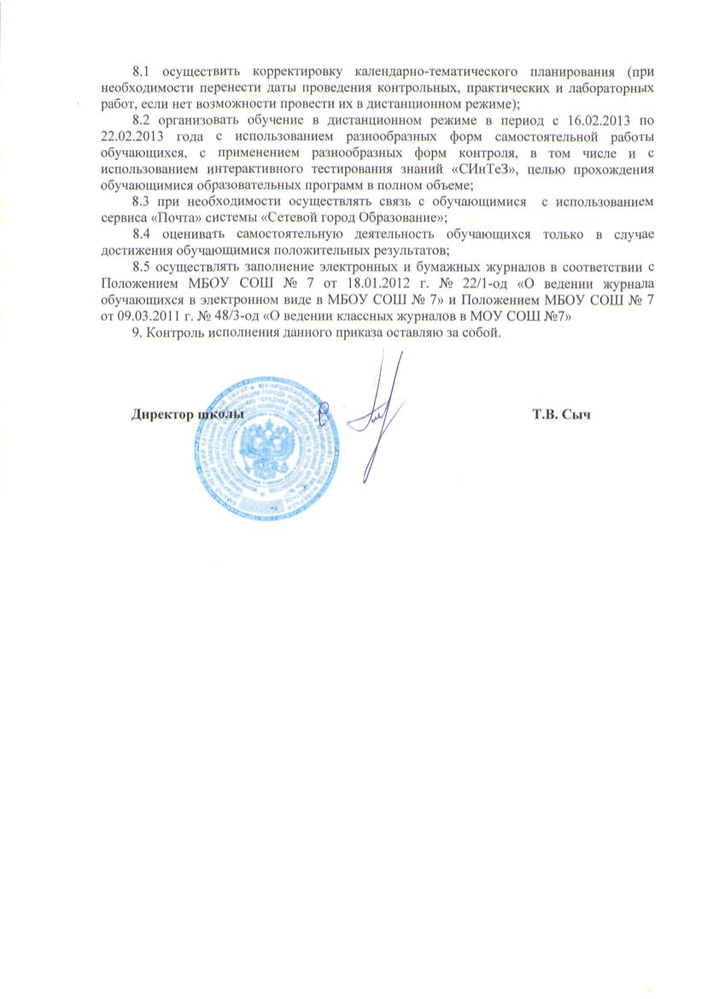 8.1 осуществить корректировку календарно-тематического планирования (при
необходимости перенести даты проведения контрольных, практических и лабораторных
работ, если нет возможности провести их в дистанционном режиме);
8.2 организовать обучение в дистанционном режиме в период с 16.02.2013 по
22.02.2013 года с использованием разнообразных форм самостоятельной работы
обучающихся, с применением разнообразных форм контроля, в том числе и с
использованием интерактивного тестирования знаний «СИнТеЗ», целью прохождения
обучающимися образовательных программ в полном объеме;
8.3 при необходимости осуществлять связь с обучающимися с использованием
сервиса «Почта» системы «Сетевой город Образование»;
8.4 оценивать самостоятельную деятельность обучающихся только в случае
достижения обучающимися положительных результатов;
8.5 осуществлять заполнение электронных и бумажных журналов в соответствии с
Положением МБОУ СОШ № 7 от 18.01.2012 г. № 22/1-од «О ведении журнала
обучающихся в электронном виде в МБОУ СОШ № 7» и Положением МБОУ СОШ № 7
от 09.03.2011 г. № 48/3-од «О ведении классных журналов в МОУ СОШ №7»
9. Контроль исполнения данного приказа оставляю за собой.
Директор школы Т.В. Сыч